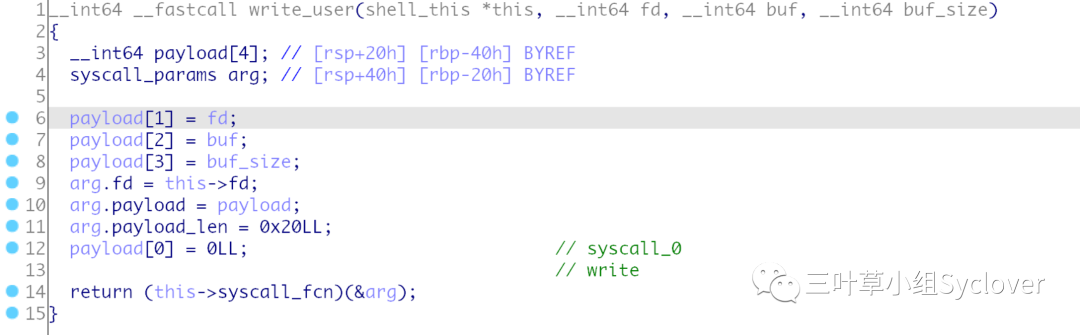 1 __int64 __fastcall write_user(shell_this *this, __int64 fd, __int64 buf, __int64 buf_size)
2 {
3 __int64 payload[4]; // [rsp+20h] [rbp-40h] BYREF
4 syscall_params arg; // [rsp+40h] [rbp-20h] BYREF
5
6 payload[1] = fd;
7 payload[2] = buf;
8 payload[3] = buf_size;
9 arg.fd = this->fd;
10 arg.payload = payload;
11 arg.payload_len = 0x20LL;
12 payload[0] = 0LL; // syscall_0
13 // write
14 return (this->syscall_fcn)(&arg);
15 }
三叶草小组Syclover